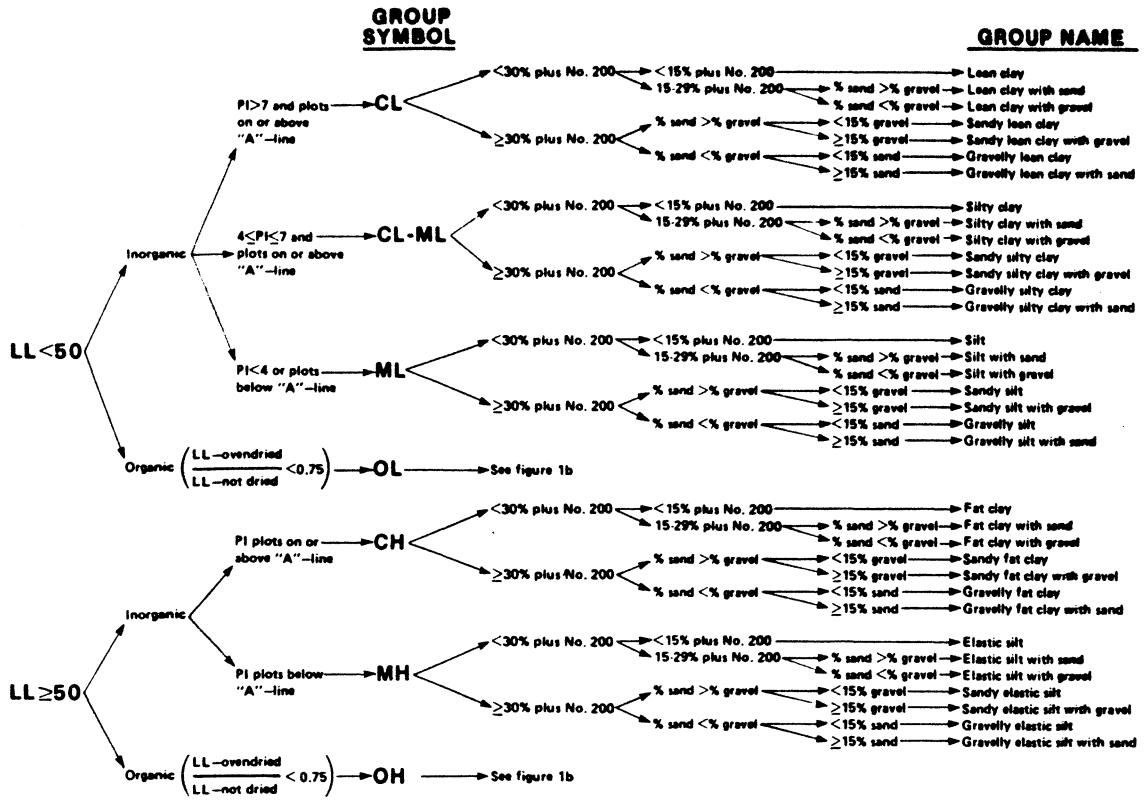 GROUP SYMBOL
GROUP NAME
LL<50
Inorganic
PI>7 and plots on or above "A"-line
CL
<30% plus No. 200
<15% plus No. 200
Lean clay
15-29% plus No. 200
% sand >% gravel
Lean clay with sand
% sand <% gravel
Lean clay with gravel
≥30% plus No. 200
% sand >% gravel
<15% gravel
Sandy lean clay
≥15% gravel
Sandy lean clay with gravel
% sand <% gravel
<15% sand
Gravelly lean clay
≥15% sand
Gravelly lean clay with sand
4≤PI≤7 and plots on or above "A"-line
CL-ML
<30% plus No. 200
<15% plus No. 200
Silty clay
15-29% plus No. 200
% sand >% gravel
Silty clay with sand
% sand <% gravel
Silty clay with gravel
≥30% plus No. 200
% sand >% gravel
<15% gravel
Sandy silty clay
≥15% gravel
Sandy silty clay with gravel
% sand <% gravel
<15% sand
Gravelly silty clay
≥15% sand
Gravelly silty clay with sand
PI<4 or plots below "A"-line
ML
<30% plus No. 200
<15% plus No. 200
Silt
15-29% plus No. 200
% sand >% gravel
Silt with sand
% sand <% gravel
Silt with gravel
≥30% plus No. 200
% sand >% gravel
<15% gravel
Sandy silt
≥15% gravel
Sandy silt with gravel
% sand <% gravel
<15% sand
Gravelly silt
≥15% sand
Gravelly silt with sand
Organic (LL-ovendried / LL-not dried <0.75)
OL
See figure 1b
LL≥50
Inorganic
PI plots on or above "A"-line
CH
<30% plus No. 200
<15% plus No. 200
Fat clay
15-29% plus No. 200
% sand >% gravel
Fat clay with sand
% sand <% gravel
Fat clay with gravel
≥30% plus No. 200
% sand >% gravel
<15% gravel
Sandy fat clay
≥15% gravel
Sandy fat clay with gravel
% sand <% gravel
<15% sand
Gravelly fat clay
≥15% sand
Gravelly fat clay with sand
PI plots below "A"-line
MH
<30% plus No. 200
<15% plus No. 200
Elastic silt
15-29% plus No. 200
% sand >% gravel
Elastic silt with sand
% sand <% gravel
Elastic silt with gravel
≥30% plus No. 200
% sand >% gravel
<15% gravel
Sandy elastic silt
≥15% gravel
Sandy elastic silt with gravel
% sand <% gravel
<15% sand
Gravelly elastic silt
≥15% sand
Gravelly elastic silt with sand
Organic (LL-ovendried / LL-not dried <0.75)
OH
See figure 1b